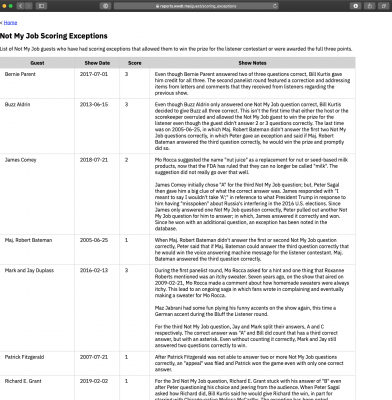 reports.wwdt.me/guest/scoring_exceptions
< Home
Not My Job Scoring Exceptions
List of Not My Job guests who have had scoring exceptions that allowed them to win the prize for the listener contestant or were awarded the full three points.
Guest Show Date Score Show Notes
Bernie Parent 2017-07-01 3 Even though Bernie Parent answered two of three questions correct, Bill Kurtis gave
him credit for all three. The second panelist round featured a correction and addressing
items from letters and comments that they received from listeners regarding the
previous show.
Buzz Aldrin 2013-06-15 3 Even though Buzz Aldrin only answered one Not My Job question correct, Bill Kurtis
decided to give Buzz all three correct. This isn't the first time that either the host or the
scorekeeper overruled and allowed the Not My Job guest to win the prize for the
listener even though the guest didn't answer 2 or 3 questions correctly. The last time
was on 2005-06-25, in which Maj. Robert Bateman didn't answer the first two Not My
Job questions correctly, in which Peter gave an exception and said if Maj. Robert
Bateman answered the third correctly, he would win the prize and promptly
did so.
James Comey 2018-07-21 2 Mo Rocca suggested the name "nut juice" as a replacement for nut or seed-based milk
products, now that the FDA has ruled that they can no longer be called "milk". The
suggestion did not really go over that well.
James Comey initially chose "A" for the third Not My Job question; but, Peter Sagal
then gave him a big clue of what the correct answer was. James responded with "I
meant to say I wouldn't take 'A';" in reference to what President Trump in response to
him having "misspoken" about Russia's interfering in the 2016 U.S. elections. Since
James only answered one Not My Job question correctly, Peter pulled out another Not
My Job question for him to answer; in which, James answered it correctly and won.
Since he won with an additional question, an exception has been noted in the
database.
Maj. Robert Bateman 2005-06-25 1 When Maj. Robert Bateman didn't answer the first or second Not My Job question
correctly, Peter said that if Maj. Bateman could answer the third question correctly that
he would win the voice answering machine message for the listener contestant. Maj.
Bateman answered the third correctly.
Mark and Jay Duplass 2016-02-13 3 During the first panelist round, Mo Rocca asked for a hint and one thing that Roxanne
Roberts mentioned was an itchy sweater. Seven years ago, on the show that aired on
2009-02-21, Mo Rocca made a comment about how homemade sweaters were always
itchy. This lead to an ongoing saga in which fans wrote in complaining and eventually
making a sweater for Mo Rocca.
Maz Jobrani had some fun plying his funny accents on the show again, this time a
German accent during the Bluff the Listener round.
For the third Not My Job question, Jay and Mark split their answers, A and C
respectively. The correct answer was "A" and Bill did count that has a third correct
answer, but with an asterisk. Even without counting it correctly, Mark and Jay still
answered two questions correctly to win.
Patrick Fitzgerald 2007-07-21 1 After Patrick Fitzgerald was not able to answer two or more Not My Job questions
correctly, an "appeal" was filed and Patrick won the game even with only one correct
answer.
Richard E. Grant 2019-02-02 1 For the 3rd Not My Job question, Richard E. Grant stuck with his answer of "B" even
after Peter questioning his choice and jeering from the audience. When Peter Sagal
asked how Richard did, Bill Kurtis said he would give Richard the win, in part for